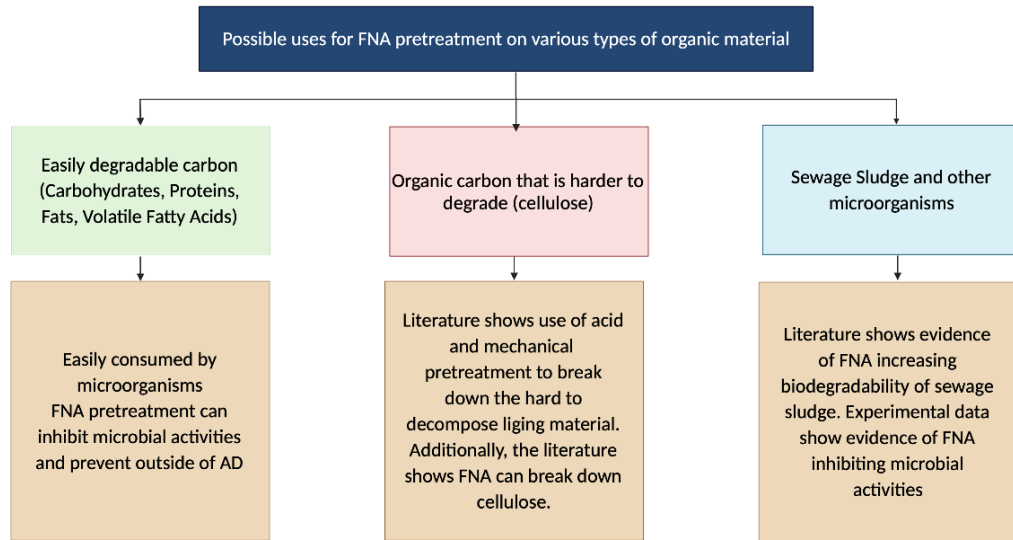 Possible uses for FNA pretreatment on various types of organic material
Easily degradable carbon
(Carbohydrates, Proteins,
Fats, Volatile Fatty Acids)
Organic carbon that is harder to
degrade (cellulose)
Sewage Sludge and other
microorganisms
Easily consumed by
microorganisms
FNA pretreatment can
inhibit microbial activities
and prevent outside of AD
Literature shows use of acid
and mechanical
pretreatment to break
down the hard to
decompose liging material.
Additionally, the literature
shows FNA can break down
cellulose.
Literature shows evidence
of FNA increasing
biodegradability of sewage
sludge. Experimental data
show evidence of FNA
inhibiting microbial
activities